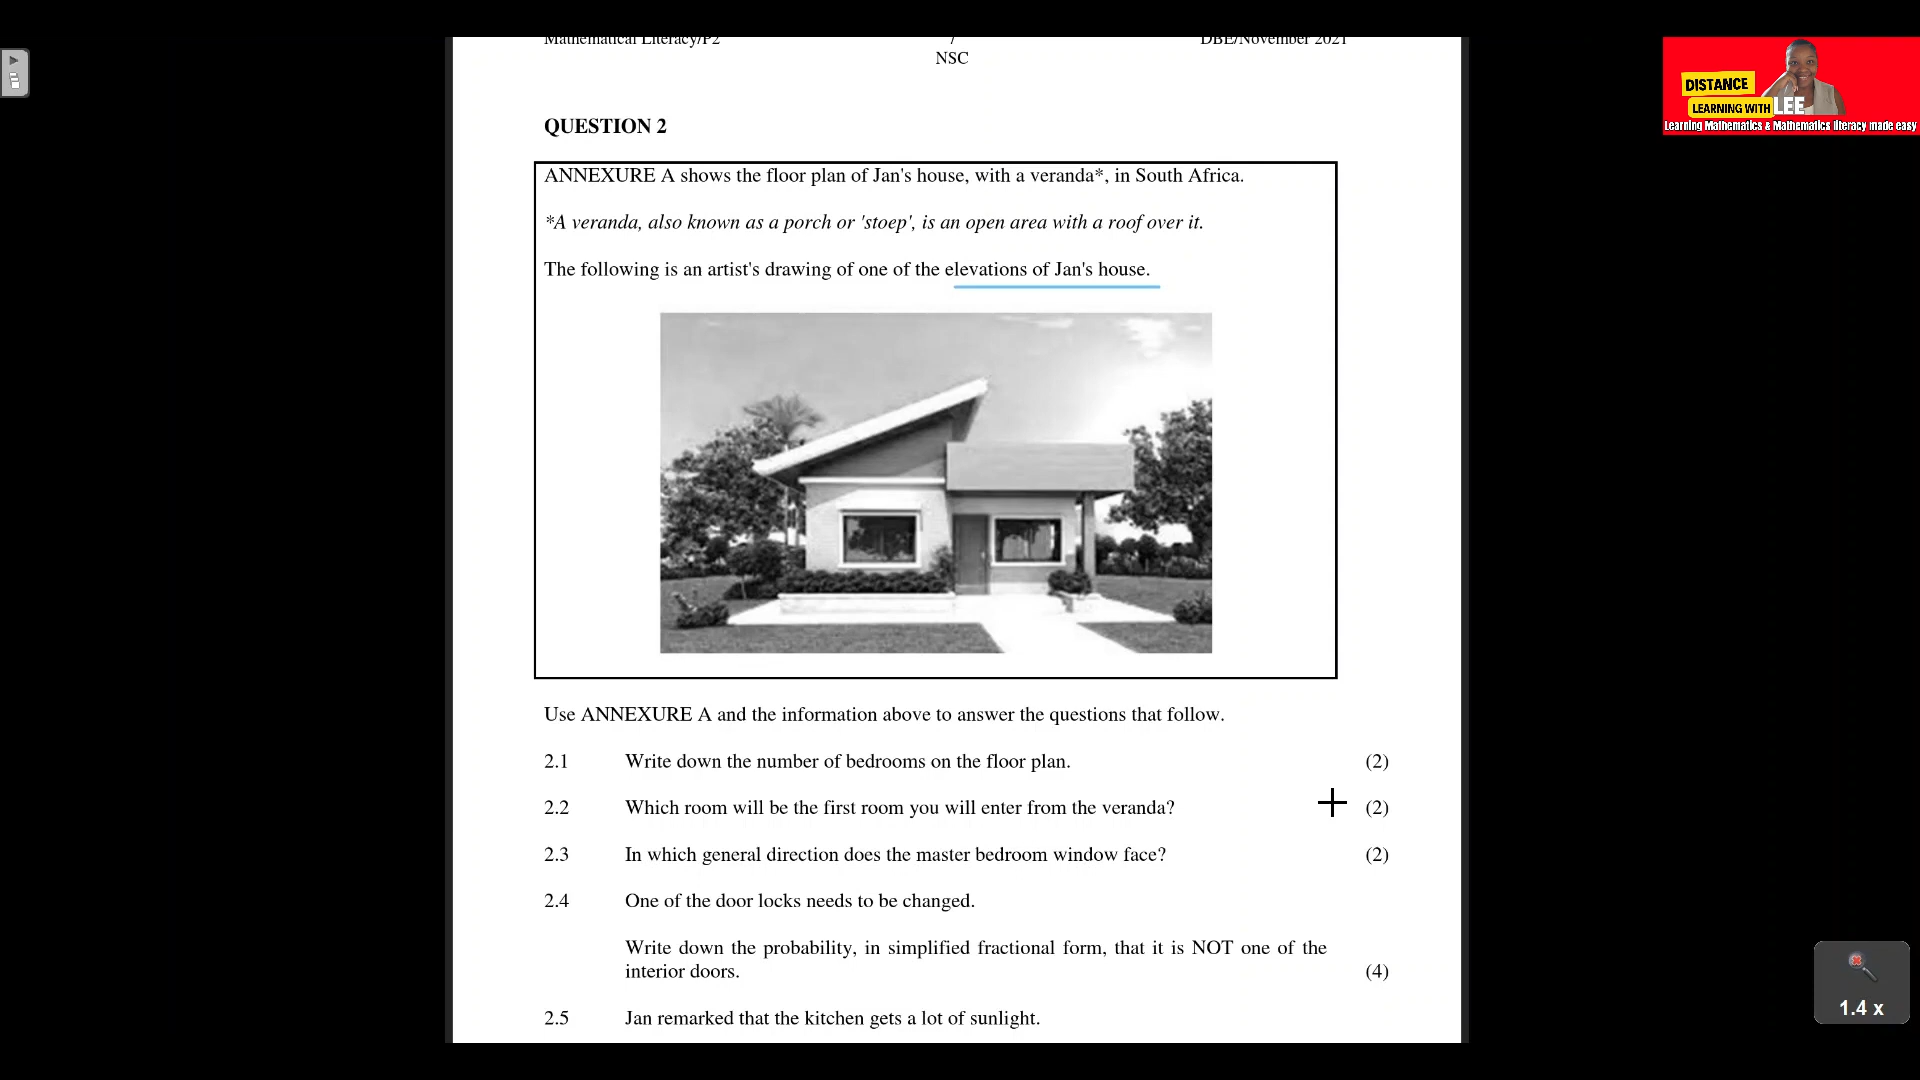 Mathematical Literacy/P2 7 DBE/November 2021
NSC
DISTANCE
LEARNING WITH LEE
Learning Mathematics & Mathematics literacy made easy
QUESTION 2
ANNEXURE A shows the floor plan of Jan's house, with a veranda*, in South Africa.
*A veranda, also known as a porch or 'stoep', is an open area with a roof over it.
The following is an artist's drawing of one of the elevations of Jan's house.
Use ANNEXURE A and the information above to answer the questions that follow.
2.1 Write down the number of bedrooms on the floor plan. (2)
2.2 Which room will be the first room you will enter from the veranda? (2)
2.3 In which general direction does the master bedroom window face? (2)
2.4 One of the door locks needs to be changed.
Write down the probability, in simplified fractional form, that it is NOT one of the
interior doors. (4)
2.5 Jan remarked that the kitchen gets a lot of sunlight.
1.4 x